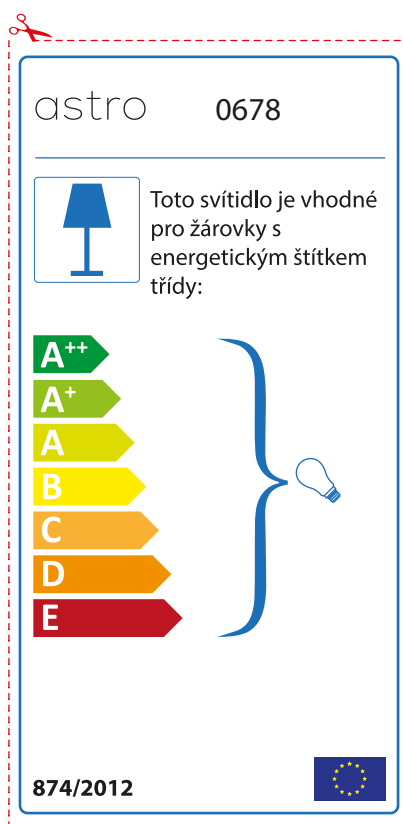 astro 0678
Toto svítidlo je vhodné
pro žárovky s
energetickým štítkem
třídy:
A++
A+
A
B
C
D
E
874/2012